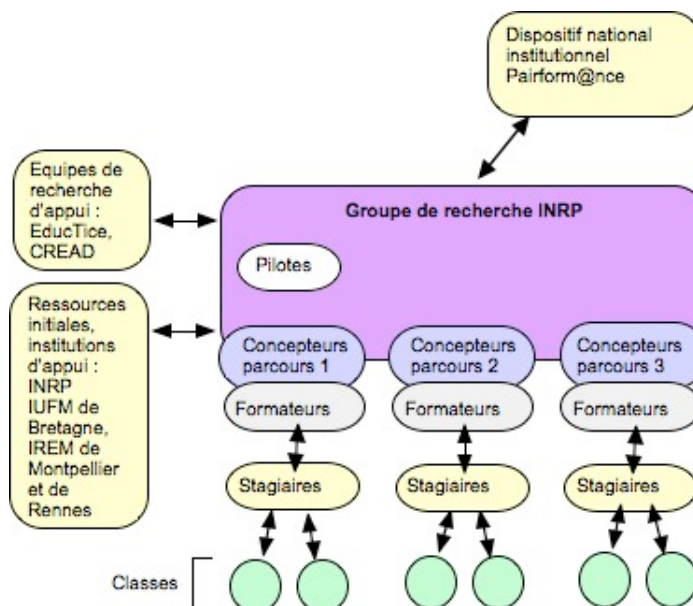 Dispositif national
institutionnel
Pairform@nce
Equipes de
recherche
d'appui :
EducTice,
CREAD
Groupe de recherche INRP
Pilotes
Ressources
initiales,
institutions
d'appui :
INRP
IUFM de
Bretagne,
IREM de
Montpellier
et de
Rennes
Concepteurs
parcours 1
Concepteurs
parcours 2
Concepteurs
parcours 3
Formateurs
Formateurs
Formateurs
Stagiaires
Stagiaires
Stagiaires
Classes